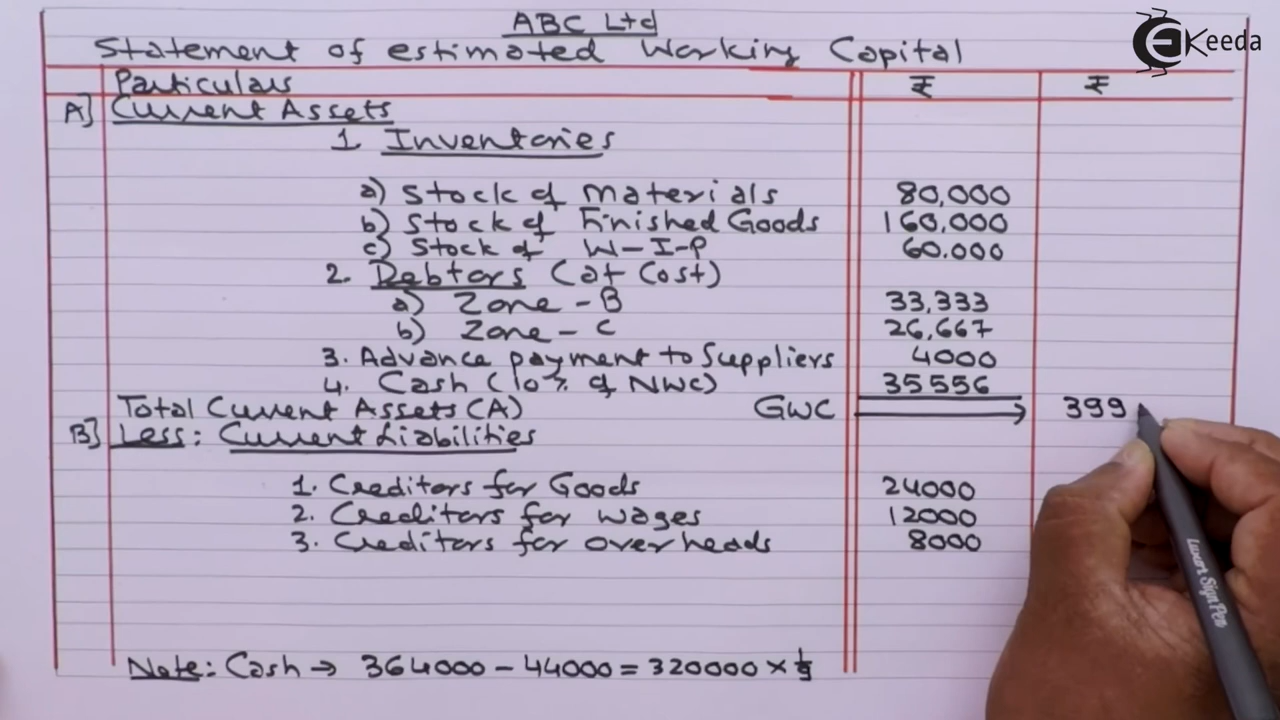 ABC Ltd
EKeeda
Statement of estimated Working Capital
Particulars ₹ ₹
A] Current Assets
1. Inventories
a) Stock of Materials 80,000
b) Stock of Finished Goods 160,000
c) Stock of W-I-P 60.000
2. Debtors (at Cost)
a) Zone - B 33,333
b) Zone - C 26,667
3. Advance payment to Suppliers 4000
4. Cash (10% of NWC) 35556
Total Current Assets (A) GWC 399
B] Less: Current Liabilities
1. Creditors for Goods 24000
2. Creditors for wages 12000
3. Creditors for overheads 8000
Note: Cash → 364000 - 44000 = 320000 × 1/9
Luxor Sign Pen